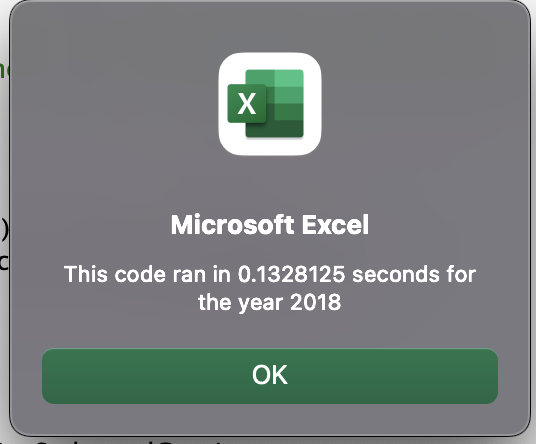 X
Microsoft Excel
This code ran in 0.1328125 seconds for
the year 2018
OK